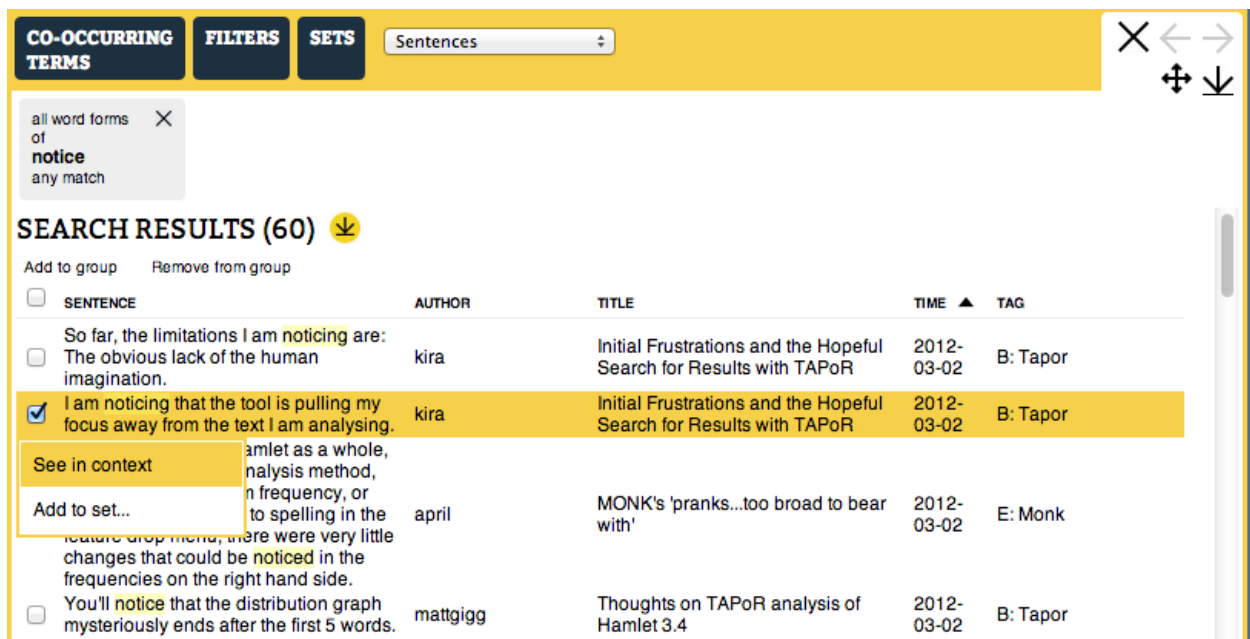 CO-OCCURRING
TERMS
FILTERS
SETS
Sentences
all word forms
of
notice
any match
SEARCH RESULTS (60)
Add to group Remove from group
SENTENCE AUTHOR TITLE TIME TAG
So far, the limitations I am noticing are:
The obvious lack of the human
imagination.
kira
Initial Frustrations and the Hopeful
Search for Results with TAPoR
2012-
03-02
B: Tapor
I am noticing that the tool is pulling my
focus away from the text I am analysing.
kira
Initial Frustrations and the Hopeful
Search for Results with TAPoR
2012-
03-02
B: Tapor
See in context
Add to set...
amlet as a whole,
nalysis method,
frequency, or
to spelling in the
feature drop menu, there were very little
changes that could be noticed in the
frequencies on the right hand side.
april
MONK's 'pranks...too broad to bear
with'
2012-
03-02
E: Monk
You'll notice that the distribution graph
mysteriously ends after the first 5 words.
mattgigg
Thoughts on TAPoR analysis of
Hamlet 3.4
2012-
03-02
B: Tapor